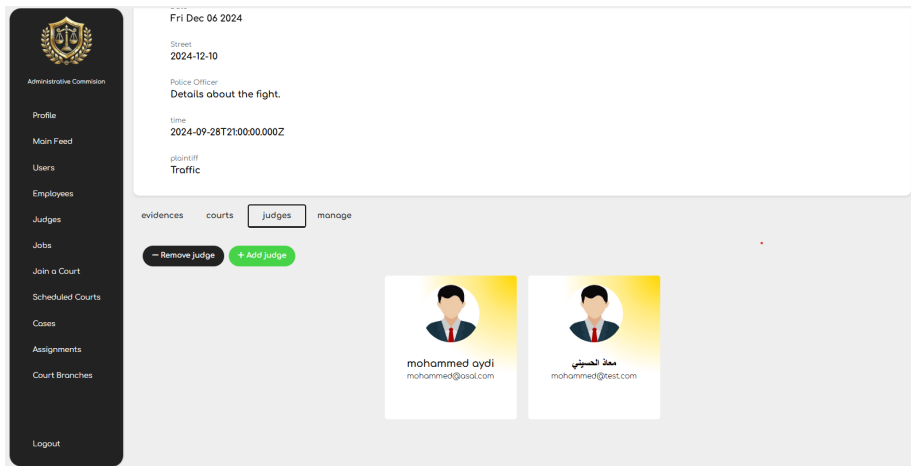 Administrative Commision
Profile
Main Feed
Users
Employees
Judges
Jobs
Join a Court
Scheduled Courts
Cases
Assignments
Court Branches
Logout
Fri Dec 06 2024
Street
2024-12-10
Police Officer
Details about the fight.
time
2024-09-28T21:00:00.000Z
plaintiff
Traffic
evidences courts judges manage
− Remove judge + Add judge
mohammed aydi
mohammed@asal.com
معاذ الحسيني
mohammed@test.com